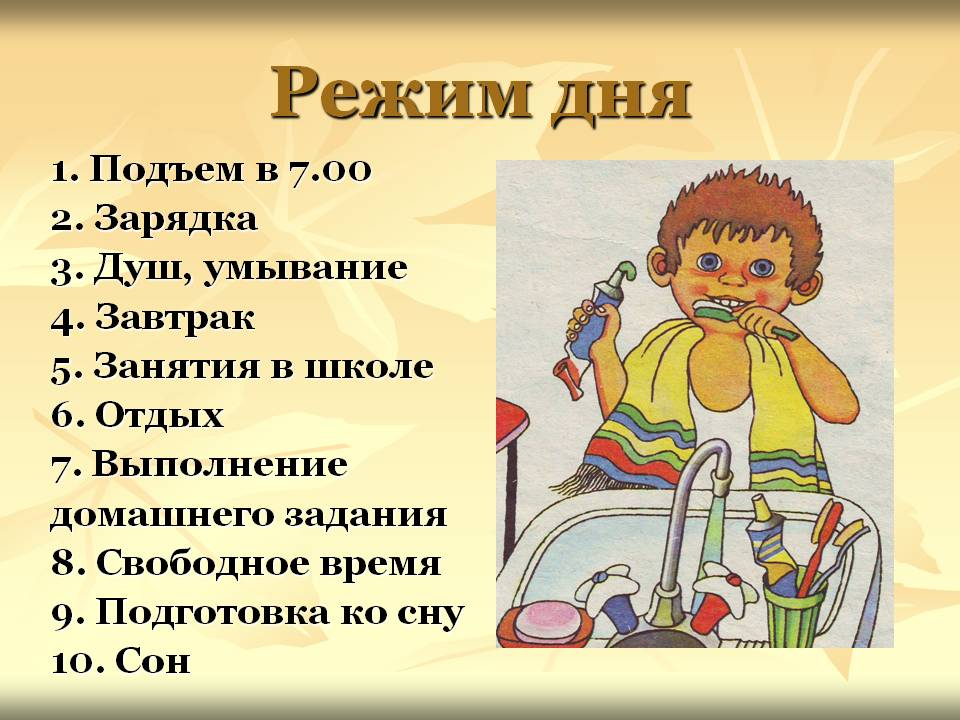 Режим дня
1. Подъем в 7.00
2. Зарядка
3. Душ, умывание
4. Завтрак
5. Занятия в школе
6. Отдых
7. Выполнение
домашнего задания
8. Свободное время
9. Подготовка ко сну
10. Сон